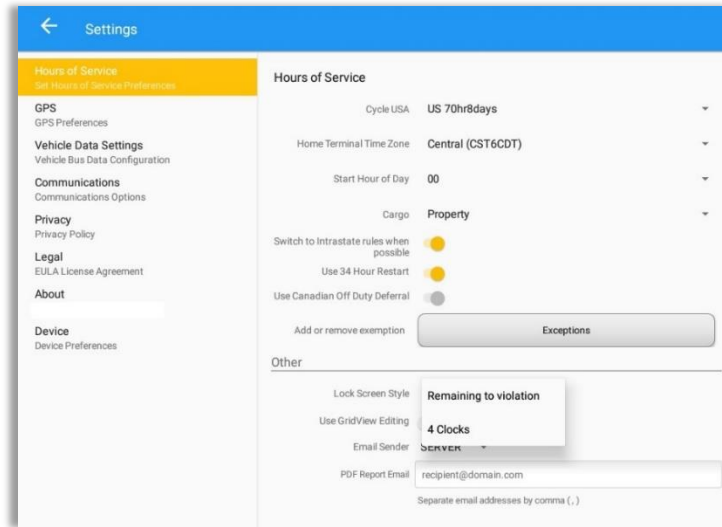 Settings
Hours of Service
Set Hours of Service Preferences
GPS
GPS Preferences
Vehicle Data Settings
Vehicle Bus Data Configuration
Communications
Communications Options
Privacy
Privacy Policy
Legal
EULA License Agreement
About
Device
Device Preferences
Hours of Service
Cycle USA US 70hr8days
Home Terminal Time Zone Central (CST6CDT)
Start Hour of Day 00
Cargo Property
Switch to Intrastate rules when
possible
Use 34 Hour Restart
Use Canadian Off Duty Deferral
Add or remove exemption Exceptions
Other
Lock Screen Style Remaining to violation
Use GridView Editing 4 Clocks
Email Sender SERVER
PDF Report Email recipient@domain.com
Separate email addresses by comma ( , )